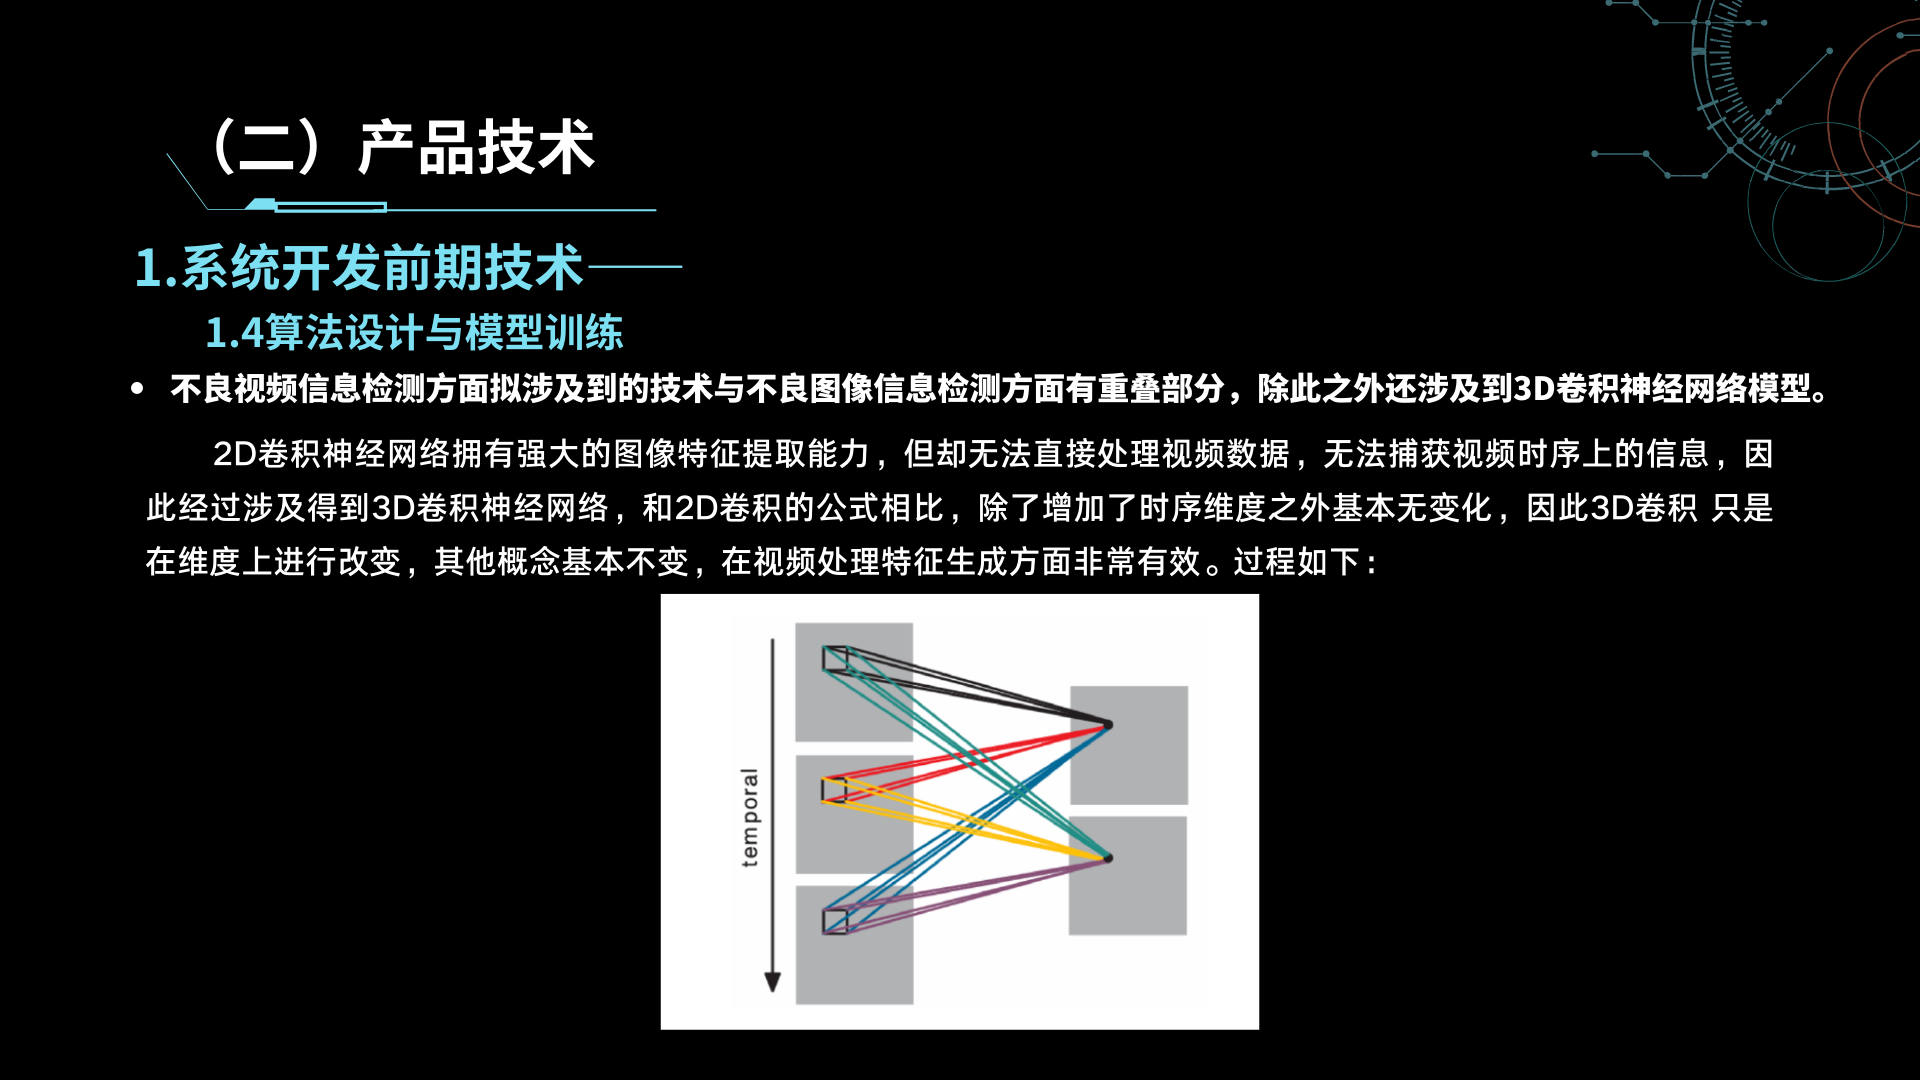 （二）产品技术
1.系统开发前期技术——
1.4算法设计与模型训练
• 不良视频信息检测方面拟涉及到的技术与不良图像信息检测方面有重叠部分，除此之外还涉及到3D卷积神经网络模型。
2D卷积神经网络拥有强大的图像特征提取能力，但却无法直接处理视频数据，无法捕获视频时序上的信息，因
此经过涉及得到3D卷积神经网络，和2D卷积的公式相比，除了增加了时序维度之外基本无变化，因此3D卷积 只是
在维度上进行改变，其他概念基本不变，在视频处理特征生成方面非常有效。过程如下：
temporal